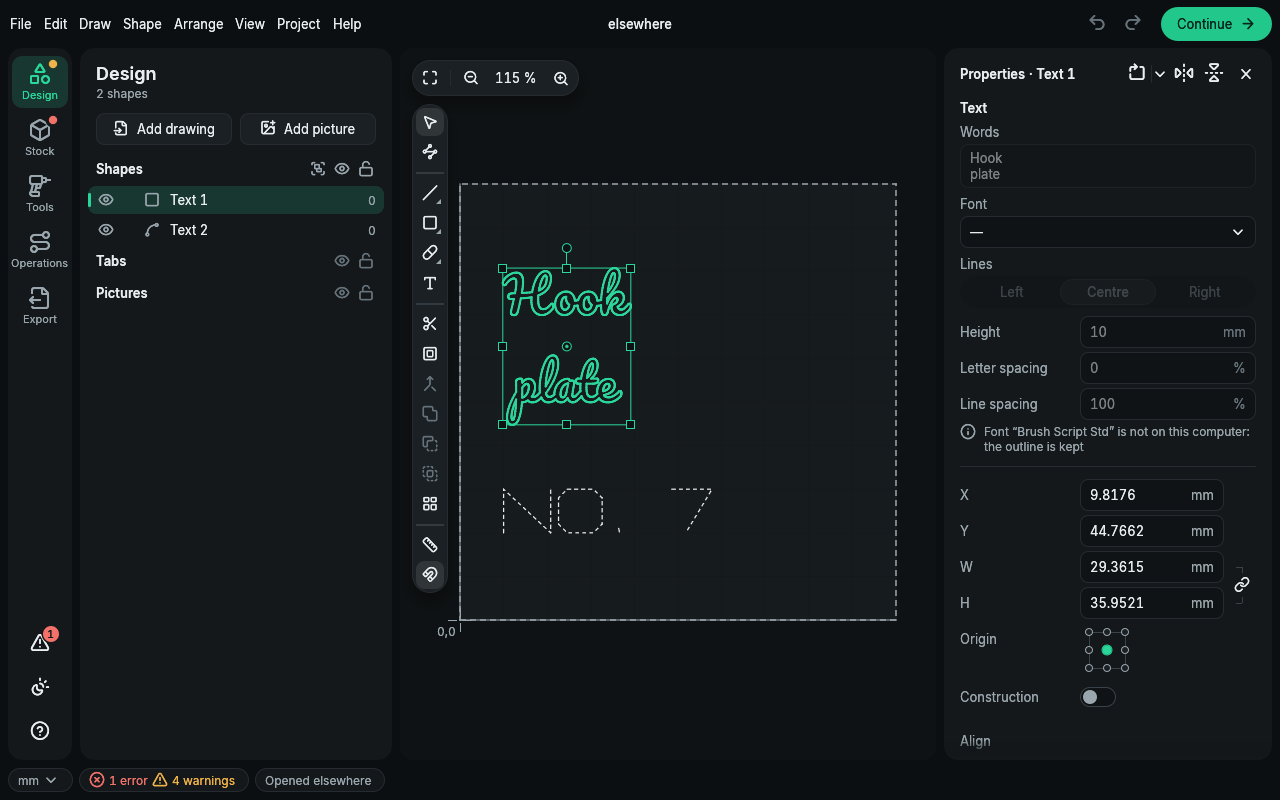 File Edit Draw Shape Arrange View Project Help
elsewhere
Continue
Design
Stock
Tools
Operations
Export
1
Design
2 shapes
Add drawing
Add picture
Shapes
Text 1 0
Text 2 0
Tabs
Pictures
115 %
Hook
plate
NO. 7
0,0
Properties · Text 1
Text
Words
Hook
plate
Font
—
Lines
Left Centre Right
Height 10 mm
Letter spacing 0 %
Line spacing 100 %
Font “Brush Script Std” is not on this computer:
the outline is kept
X 9.8176 mm
Y 44.7662 mm
W 29.3615 mm
H 35.9521 mm
Origin
Construction
Align
mm
1 error 4 warnings
Opened elsewhere